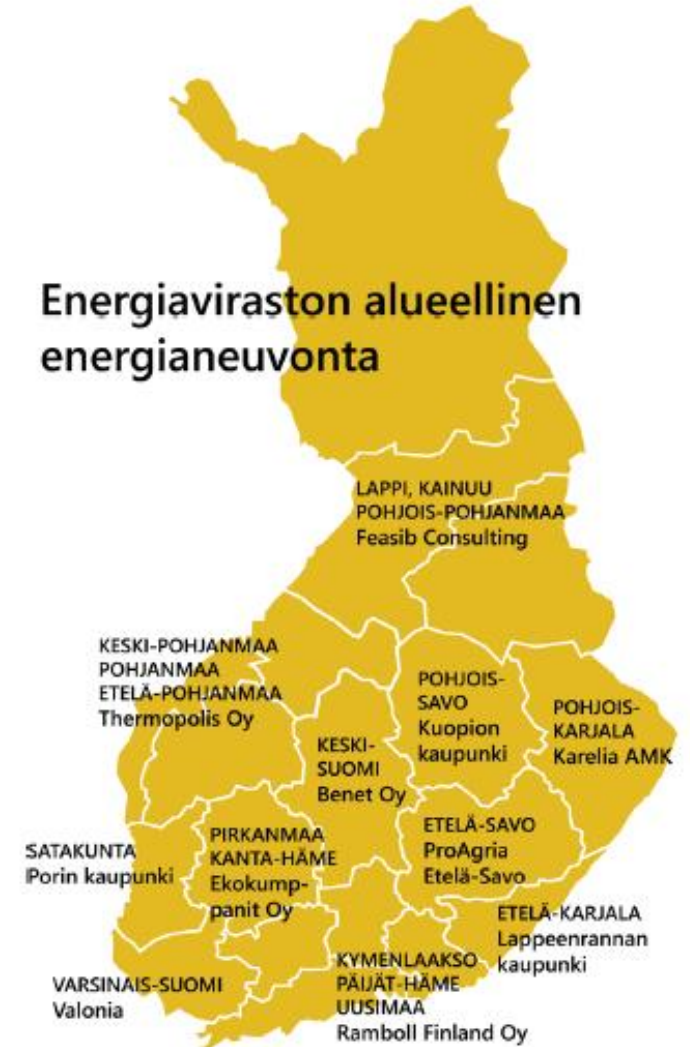 Energiaviraston alueellinen
energianeuvonta
LAPPI, KAINUU
POHJOIS-POHJANMAA
Feasib Consulting
KESKI-POHJANMAA
POHJANMAA
ETELÄ-POHJANMAA
Thermopolis Oy
POHJOIS-
SAVO
Kuopion
kaupunki
POHJOIS-
KARJALA
Karelia AMK
KESKI-
SUOMI
Benet Oy
ETELÄ-SAVO
ProAgria
Etelä-Savo
PIRKANMAA
KANTA-HÄME
Ekokump-
panit Oy
SATAKUNTA
Porin kaupunki
ETELÄ-KARJALA
Lappeenrannan
kaupunki
KYMENLAAKSO
PÄIJÄT-HÄME
UUSIMAA
Ramboll Finland Oy
VARSINAIS-SUOMI
Valonia